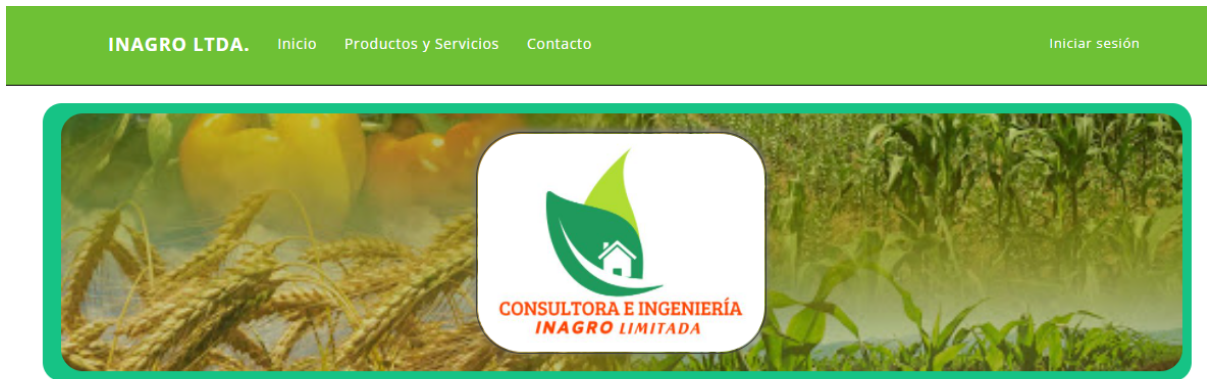 INAGRO LTDA. Inicio Productos y Servicios Contacto Iniciar sesión
CONSULTORA E INGENIERÍA
INAGRO LIMITADA